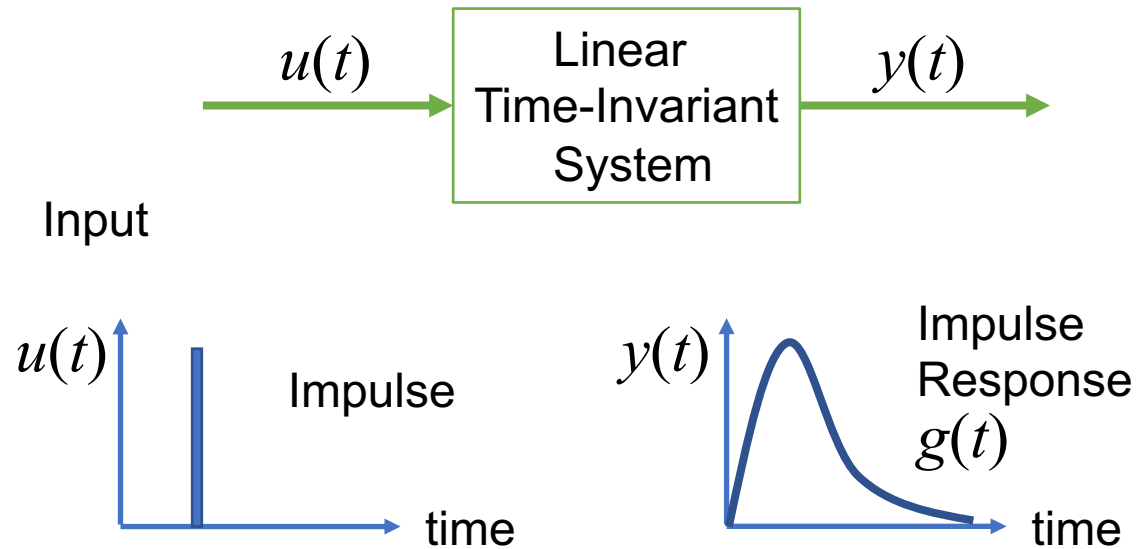 u(t)
Linear
Time-Invariant
System
y(t)
Input
u(t)
Impulse
time
y(t)
Impulse
Response
g(t)
time